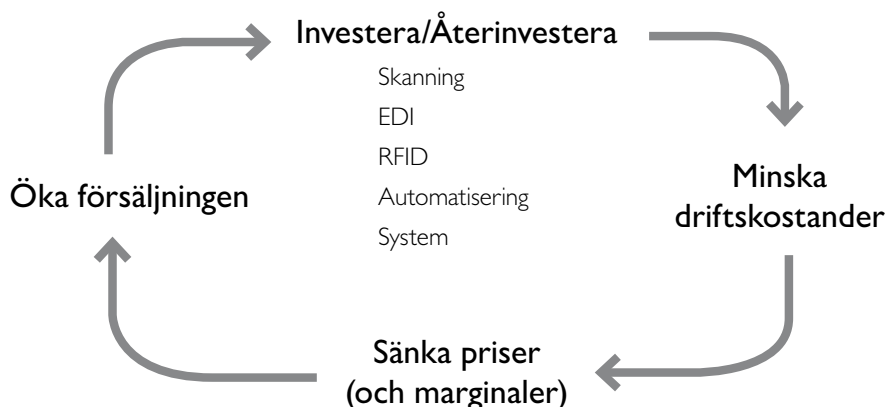 Investera/Återinvestera
Skanning
EDI
RFID
Automatisering
System
Minska
driftskostander
Sänka priser
(och marginaler)
Öka försäljningen